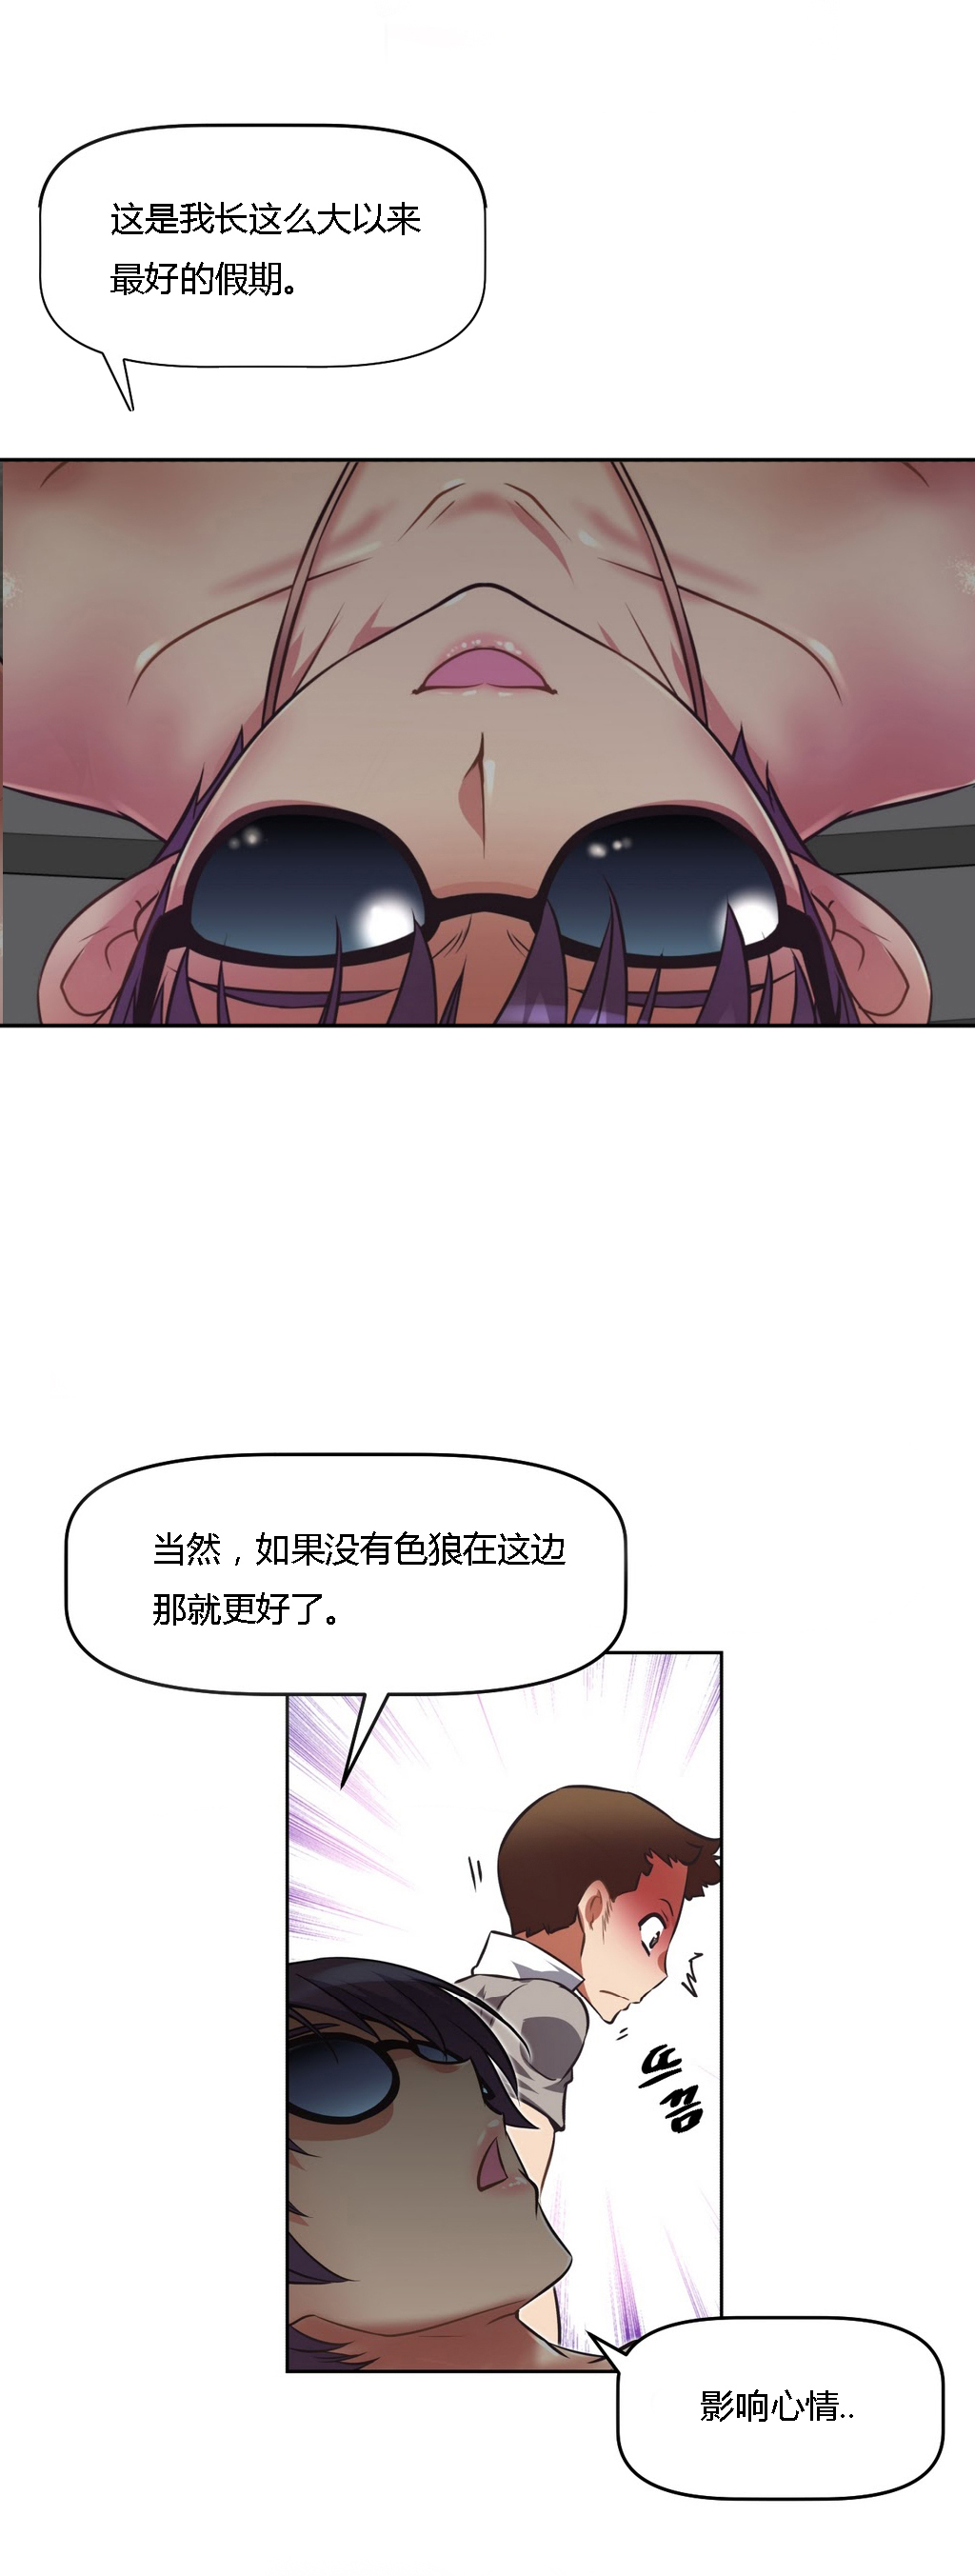 这是我长这么大以来
最好的假期。
当然，如果没有色狼在这边
那就更好了。
뜨끔
影响心情..